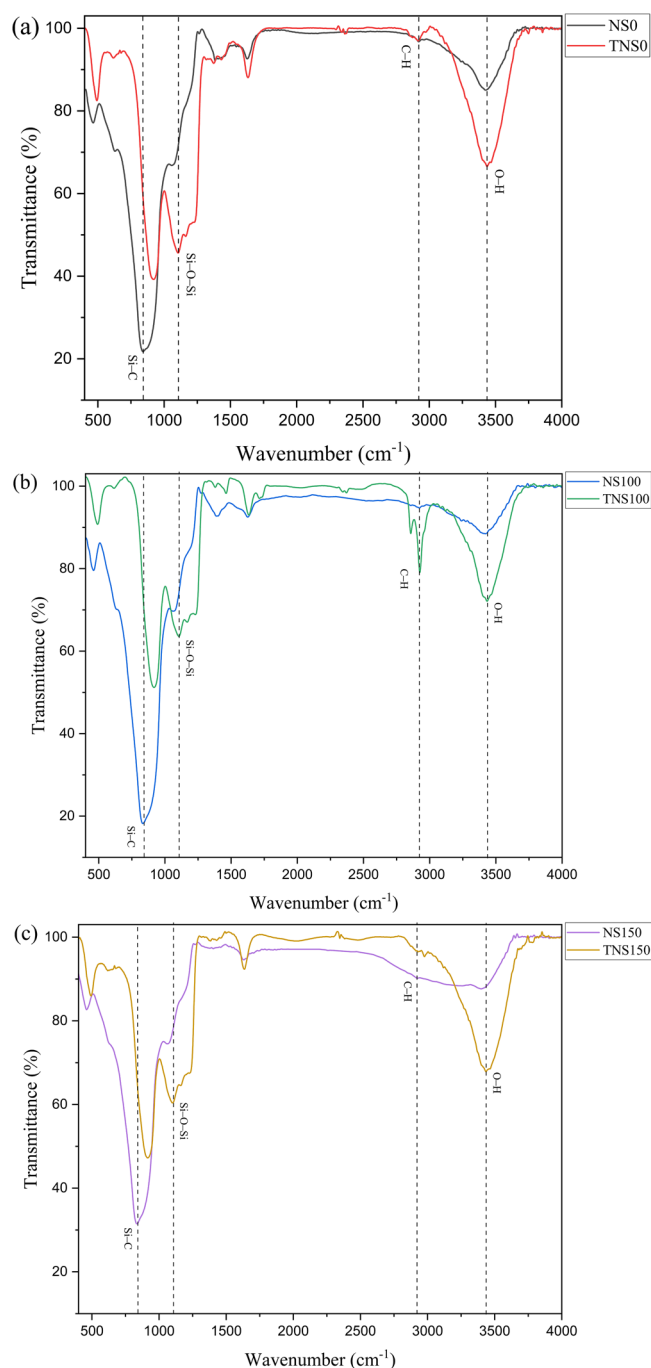 (a)
NS0
TNS0
Transmittance (%)
100
80
60
40
20
Si–C
Si–O–Si
C–H
O–H
500 1000 1500 2000 2500 3000 3500 4000
Wavenumber (cm-1)
(b)
NS100
TNS100
Transmittance (%)
100
80
60
40
20
Si–C
Si–O–Si
C–H
O–H
500 1000 1500 2000 2500 3000 3500 4000
Wavenumber (cm-1)
(c)
NS150
TNS150
Transmittance (%)
100
80
60
40
20
Si–C
Si–O–Si
C–H
O–H
500 1000 1500 2000 2500 3000 3500 4000
Wavenumber (cm-1)